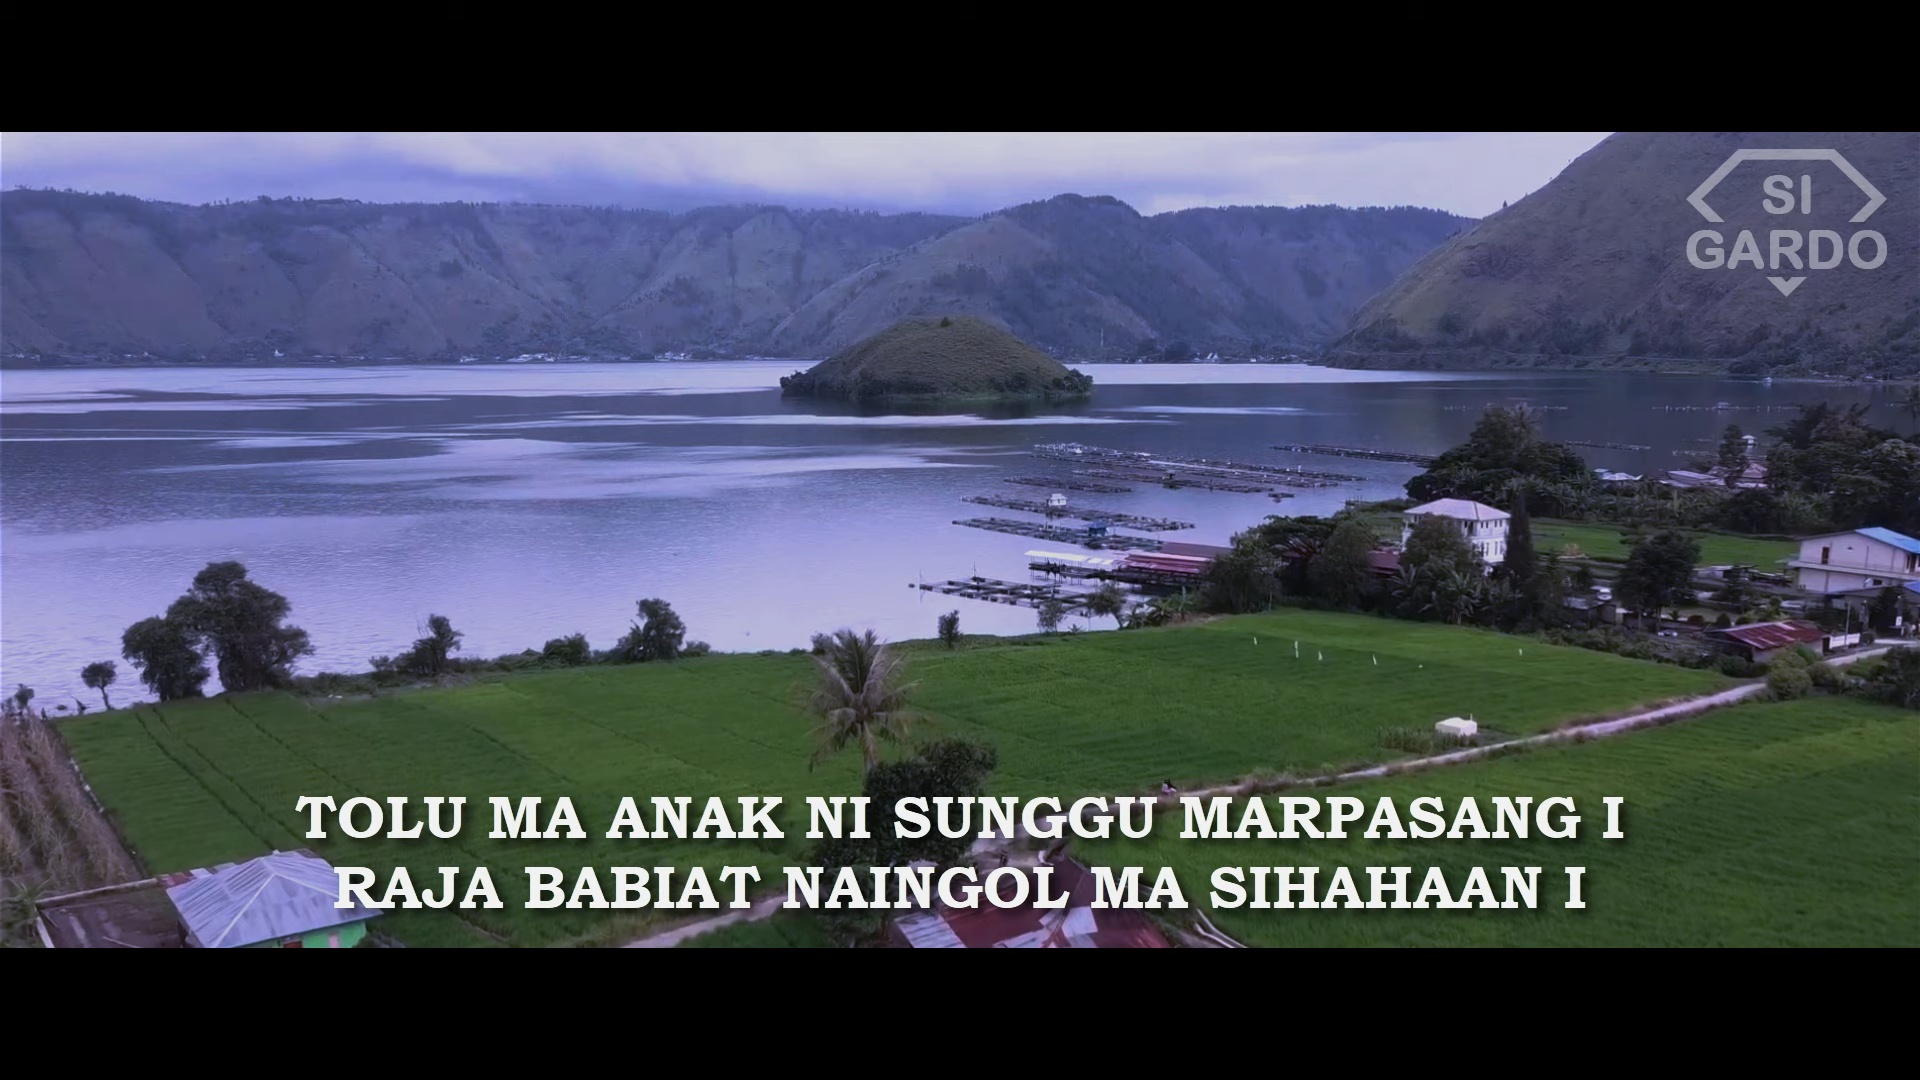 SI
GARDO
TOLU MA ANAK NI SUNGGU MARPASANG I
RAJA BABIAT NAINGOL MA SIHAHAAN I